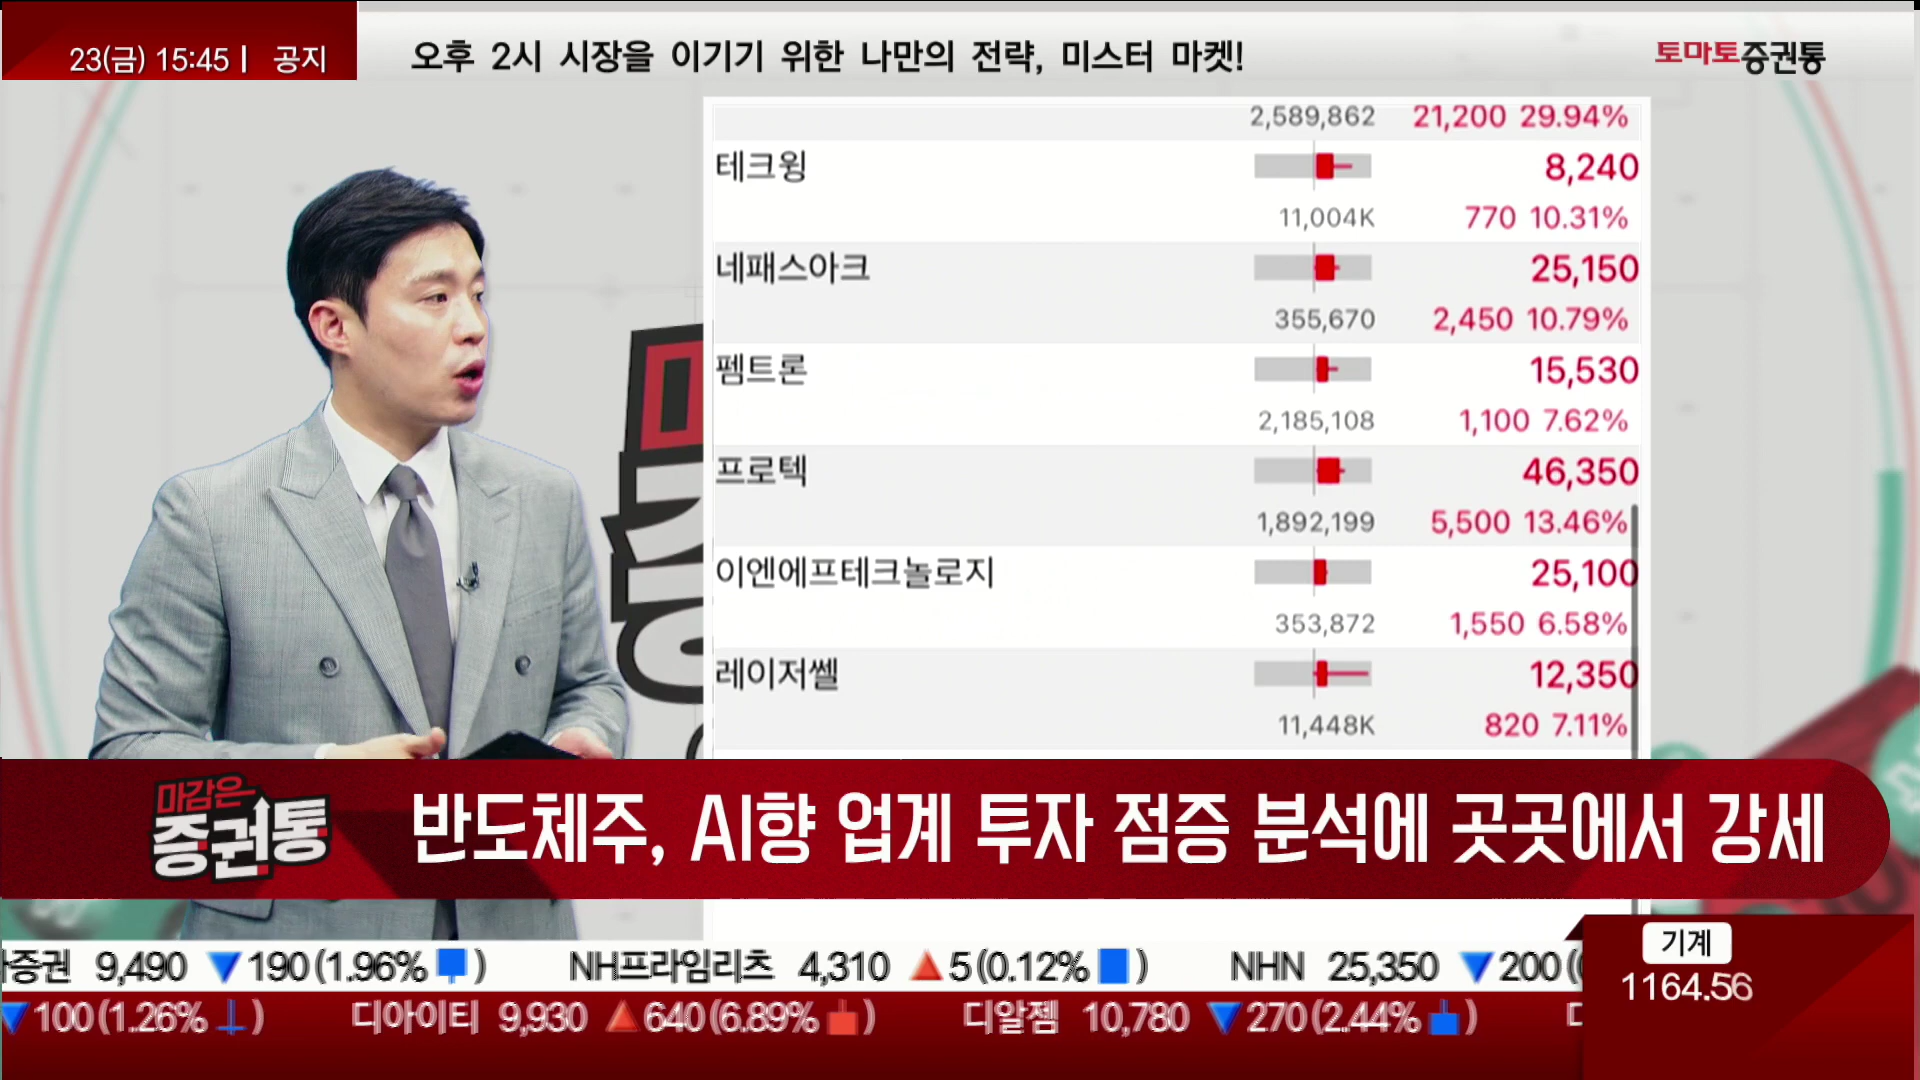 23(금) 15:45 | 공지
오후 2시 시장을 이기기 위한 나만의 전략, 미스터 마켓!
토마토증권통
2,589,862 21,200 29.94%
테크윙 8,240
11,004K 770 10.31%
네패스아크 25,150
355,670 2,450 10.79%
펨트론 15,530
2,185,108 1,100 7.62%
프로텍 46,350
1,892,199 5,500 13.46%
이엔에프테크놀로지 25,100
353,872 1,550 6.58%
레이저쎌 12,350
11,448K 820 7.11%
마감은
증권통
반도체주, AI향 업계 투자 점증 분석에 곳곳에서 강세
증권 9,490 ▼190(1.96%) NH프라임리츠 4,310 ▲5(0.12%) NHN 25,350 ▼200
▼100(1.26%) 디아이티 9,930 ▲640(6.89%) 디알젬 10,780 ▼270(2.44%)
기계
1164.56